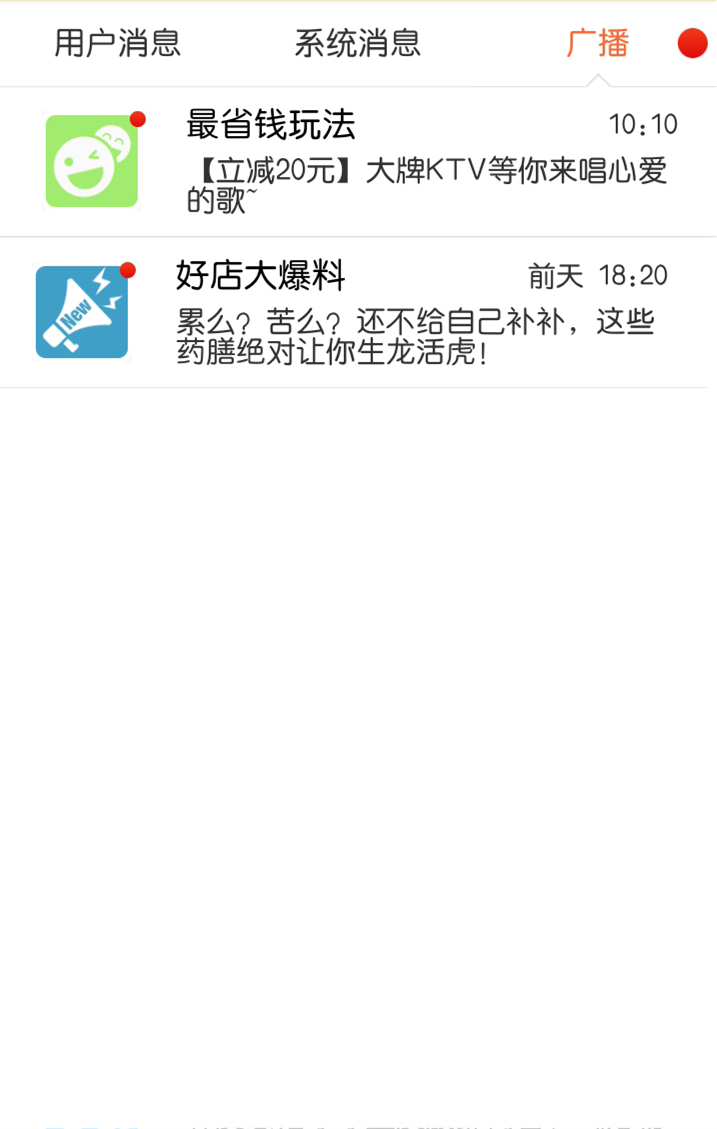 用户消息 系统消息 广播
最省钱玩法 10:10
【立减20元】大牌KTV等你来唱心爱
的歌~
好店大爆料 前天 18:20
New
累么？苦么？还不给自己补补，这些
药膳绝对让你生龙活虎！